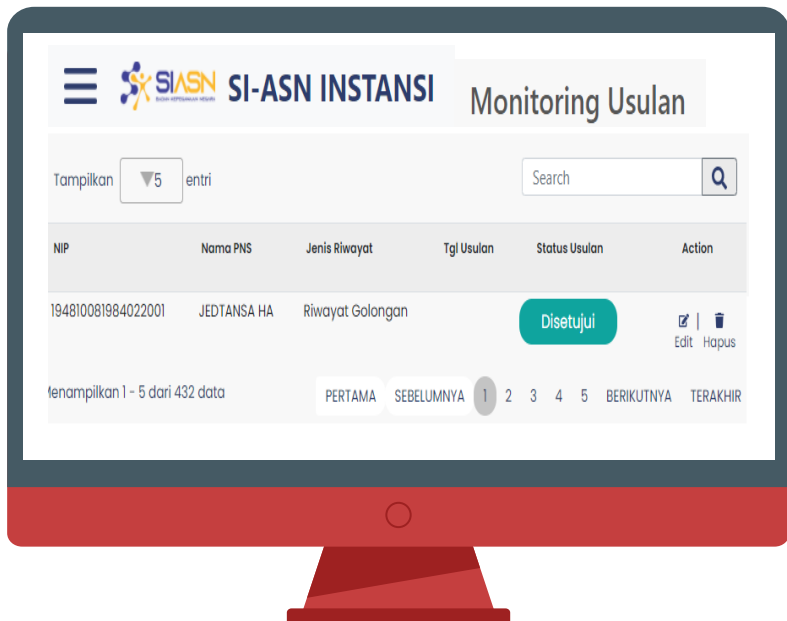 SIASN SI-ASN INSTANSI Monitoring Usulan
Tampilkan 5 entri Search
NIP Nama PNS Jenis Riwayat Tgl Usulan Status Usulan Action
194810081984022001 JEDTANSA HA Riwayat Golongan Disetujui |
Edit Hapus
Menampilkan 1 - 5 dari 432 data PERTAMA SEBELUMNYA 1 2 3 4 5 BERIKUTNYA TERAKHIR